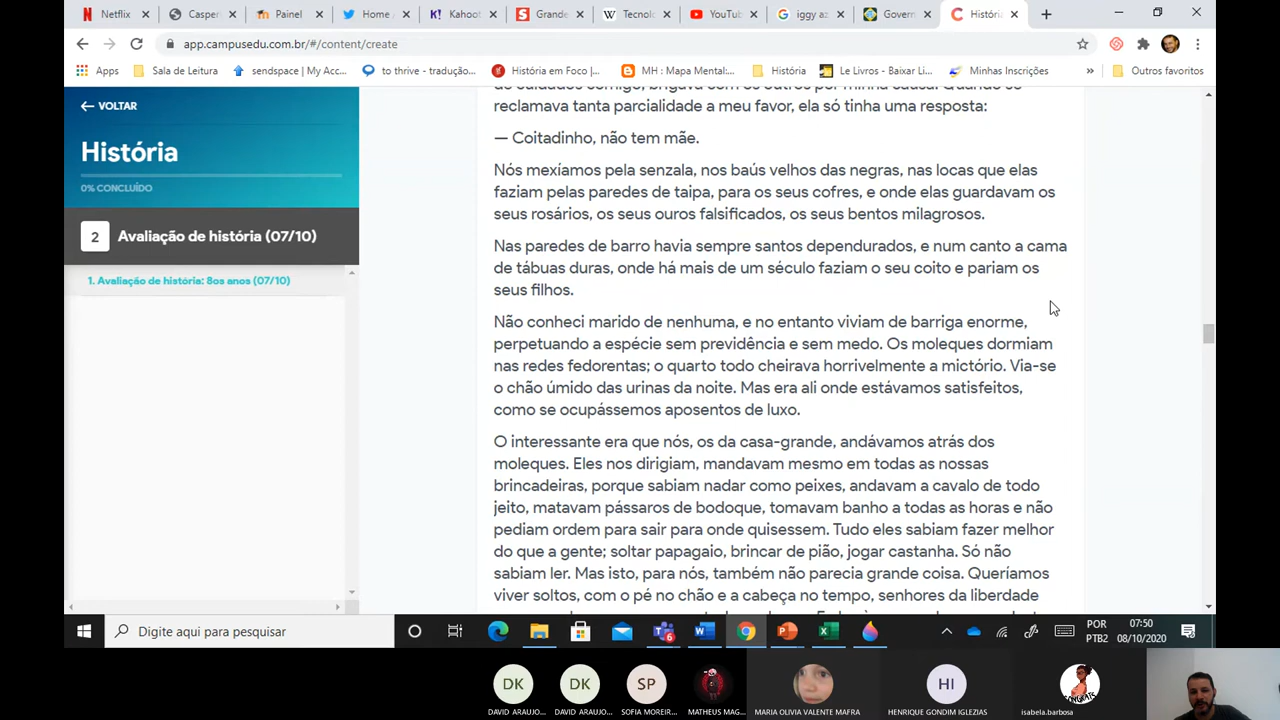 Netflix
Casper
Painel
Home /
Kahoot
Grande
Tecnol
YouTub
iggy az
Govern
Históri
app.campusedu.com.br/#/content/create
Apps
Sala de Leitura
sendspace | My Acc...
to thrive - tradução...
História em Foco |...
MH : Mapa Mental:...
História
Le Livros - Baixar Li...
Minhas Inscrições
»
Outros favoritos
VOLTAR
História
0% CONCLUÍDO
2 Avaliação de história (07/10)
1. Avaliação de história: 8os anos (07/10)
de cuidados comigo, brigava com os outros por minha causa. Quando se
reclamava tanta parcialidade a meu favor, ela só tinha uma resposta:
— Coitadinho, não tem mãe.
Nós mexíamos pela senzala, nos baús velhos das negras, nas locas que elas
faziam pelas paredes de taipa, para os seus cofres, e onde elas guardavam os
seus rosários, os seus ouros falsificados, os seus bentos milagrosos.
Nas paredes de barro havia sempre santos dependurados, e num canto a cama
de tábuas duras, onde há mais de um século faziam o seu coito e pariam os
seus filhos.
Não conheci marido de nenhuma, e no entanto viviam de barriga enorme,
perpetuando a espécie sem previdência e sem medo. Os moleques dormiam
nas redes fedorentas; o quarto todo cheirava horrivelmente a mictório. Via-se
o chão úmido das urinas da noite. Mas era ali onde estávamos satisfeitos,
como se ocupássemos aposentos de luxo.
O interessante era que nós, os da casa-grande, andávamos atrás dos
moleques. Eles nos dirigiam, mandavam mesmo em todas as nossas
brincadeiras, porque sabiam nadar como peixes, andavam a cavalo de todo
jeito, matavam pássaros de bodoque, tomavam banho a todas as horas e não
pediam ordem para sair para onde quisessem. Tudo eles sabiam fazer melhor
do que a gente; soltar papagaio, brincar de pião, jogar castanha. Só não
sabiam ler. Mas isto, para nós, também não parecia grande coisa. Queríamos
viver soltos, com o pé no chão e a cabeça no tempo, senhores da liberdade
Digite aqui para pesquisar
6
POR
PTB2
07:50
08/10/2020
DK
DK
SP
HI
DAVID ARAUJO...
DAVID ARAUJO...
SOFIA MOREIR...
MATHEUS MAG...
MARIA OLIVIA VALENTE MAFRA
HENRIQUE GONDIM IGLEZIAS
isabela.barbosa